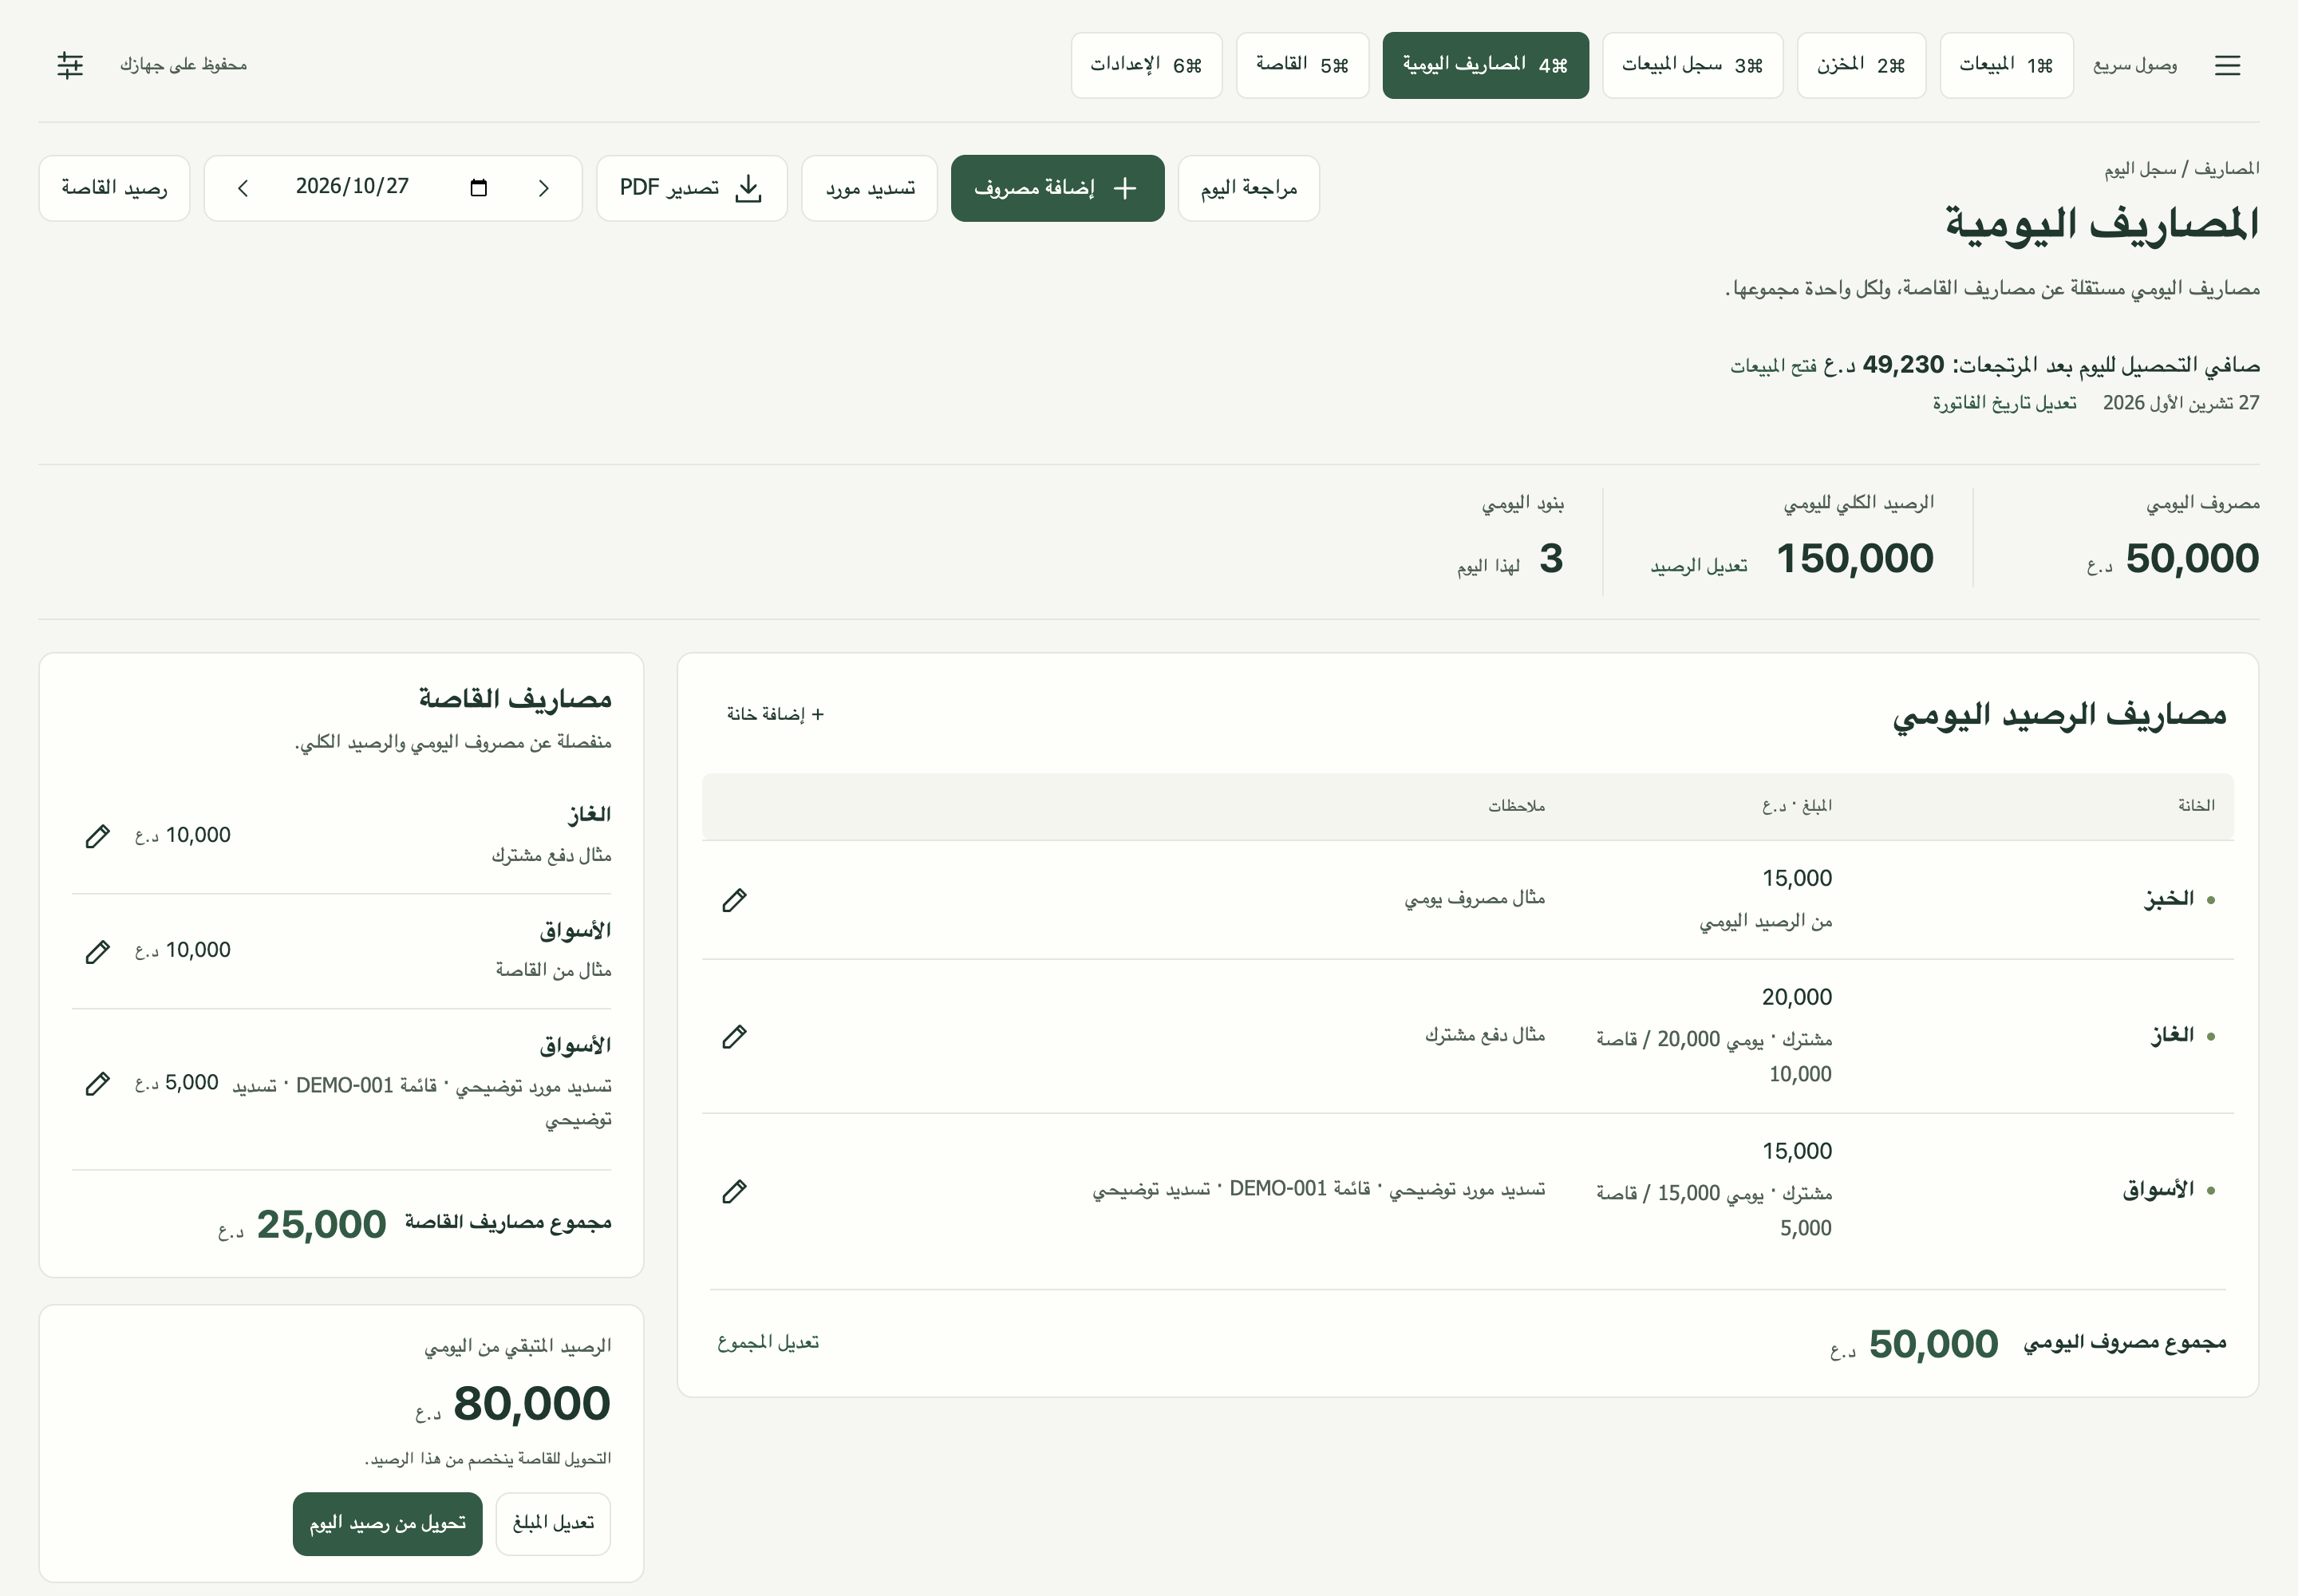 وصول سريع
⌘1 المبيعات
⌘2 المخزن
⌘3 سجل المبيعات
⌘4 المصاريف اليومية
⌘5 القاصة
⌘6 الإعدادات
محفوظ على جهازك
المصاريف / سجل اليوم
المصاريف اليومية
مصاريف اليومي مستقلة عن مصاريف القاصة، ولكل واحدة مجموعها.
مراجعة اليوم
إضافة مصروف
تسديد مورد
تصدير PDF
2026/10/27
رصيد القاصة
صافي التحصيل لليوم بعد المرتجعات: 49,230 د.ع فتح المبيعات
27 تشرين الأول 2026 تعديل تاريخ الفاتورة
مصروف اليومي
50,000 د.ع
الرصيد الكلي لليومي
150,000 تعديل الرصيد
بنود اليومي
3 لهذا اليوم
مصاريف الرصيد اليومي
+ إضافة خانة
الخانة المبلغ · د.ع ملاحظات
الخبز
15,000
من الرصيد اليومي
مثال مصروف يومي
الغاز
20,000
مشترك · يومي 20,000 / قاصة
10,000
مثال دفع مشترك
الأسواق
15,000
مشترك · يومي 15,000 / قاصة
5,000
تسديد مورد توضيحي · قائمة DEMO-001 · تسديد توضيحي
مجموع مصروف اليومي 50,000 د.ع
تعديل المجموع
مصاريف القاصة
منفصلة عن مصروف اليومي والرصيد الكلي.
الغاز
مثال دفع مشترك
10,000 د.ع
الأسواق
مثال من القاصة
10,000 د.ع
الأسواق
تسديد مورد توضيحي · قائمة DEMO-001 · تسديد
توضيحي
5,000 د.ع
مجموع مصاريف القاصة 25,000 د.ع
الرصيد المتبقي من اليومي
80,000 د.ع
التحويل للقاصة ينخصم من هذا الرصيد.
تعديل المبلغ
تحويل من رصيد اليوم